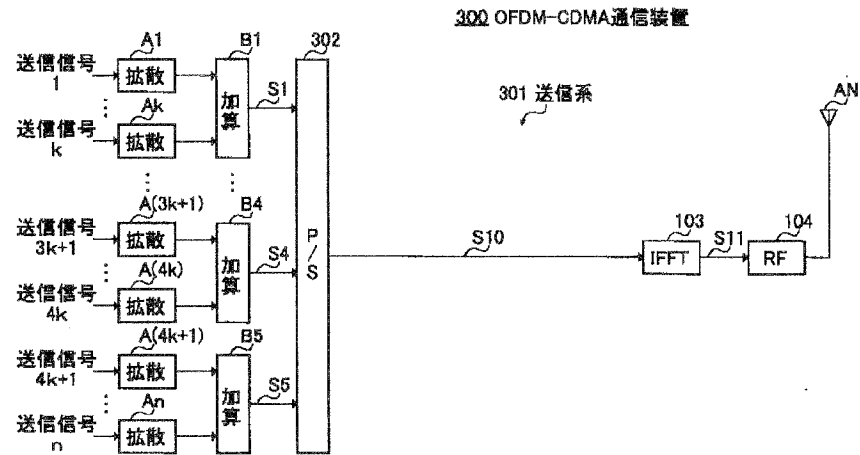 300 OFDM-CDMA通信装置
301 送信系
302
A1
B1
送信信号
1
拡散
加算
S1
Ak
送信信号
k
拡散
A(3k+1)
B4
送信信号
3k+1
拡散
加算
S4
A(4k)
送信信号
4k
拡散
A(4k+1)
B5
送信信号
4k+1
拡散
加算
S5
An
送信信号
n
拡散
P/S
S10
103
IFFT
S11
104
RF
AN